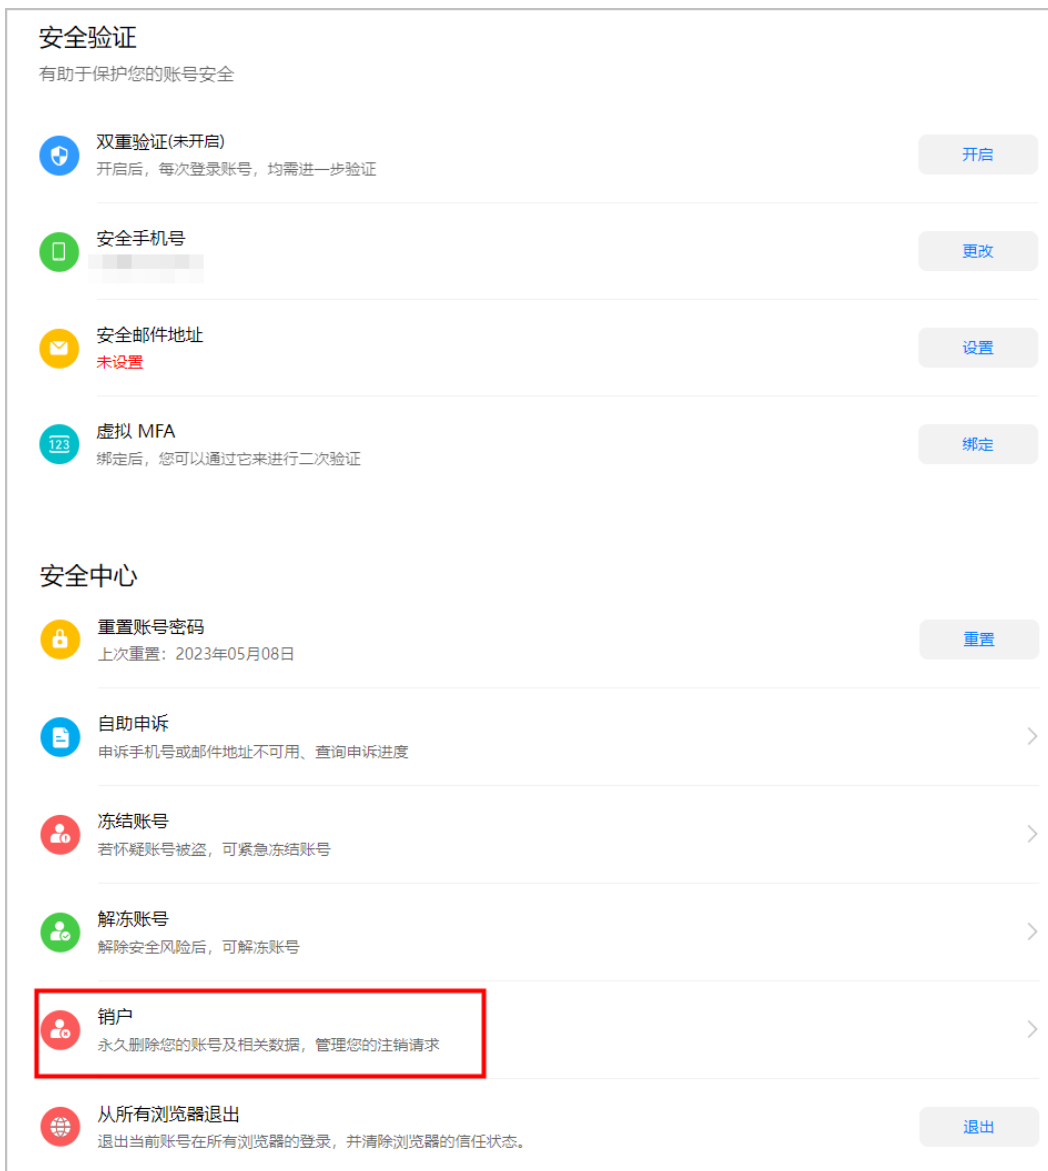 安全验证
有助于保护您的账号安全
双重验证(未开启)
开启后，每次登录账号，均需进一步验证
开启
安全手机号
更改
安全邮件地址
未设置
设置
123
虚拟 MFA
绑定后，您可以通过它来进行二次验证
绑定
安全中心
重置账号密码
上次重置：2023年05月08日
重置
自助申诉
申诉手机号或邮件地址不可用、查询申诉进度
冻结账号
若怀疑账号被盗，可紧急冻结账号
解冻账号
解除安全风险后，可解冻账号
销户
永久删除您的账号及相关数据，管理您的注销请求
从所有浏览器退出
退出当前账号在所有浏览器的登录，并清除浏览器的信任状态。
退出